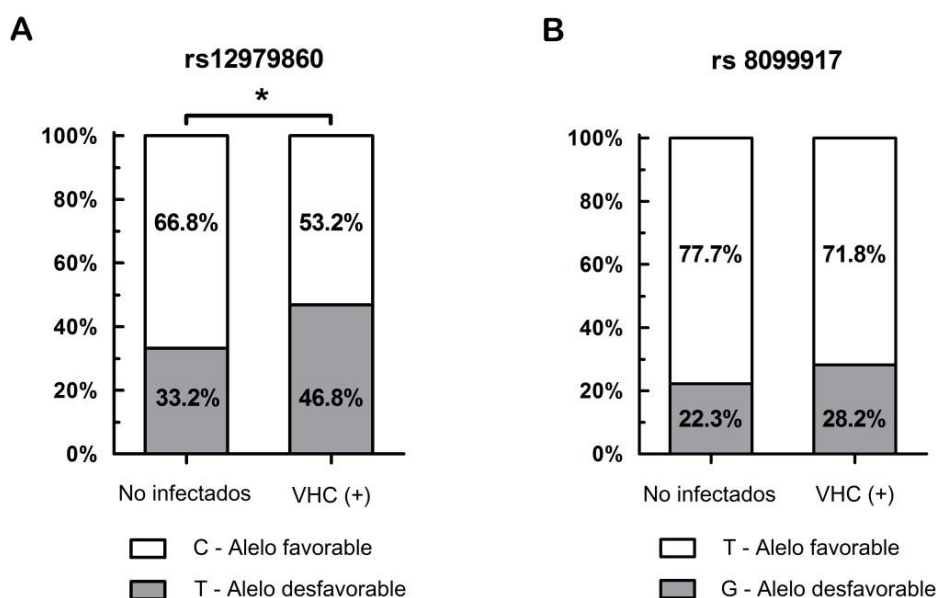 A
rs12979860
*
100%
80%
60%
40%
20%
0%
66.8%
53.2%
33.2%
46.8%
No infectados
VHC (+)
C - Alelo favorable
T - Alelo desfavorable
B
rs 8099917
100%
80%
60%
40%
20%
0%
77.7%
71.8%
22.3%
28.2%
No infectados
VHC (+)
T - Alelo favorable
G - Alelo desfavorable